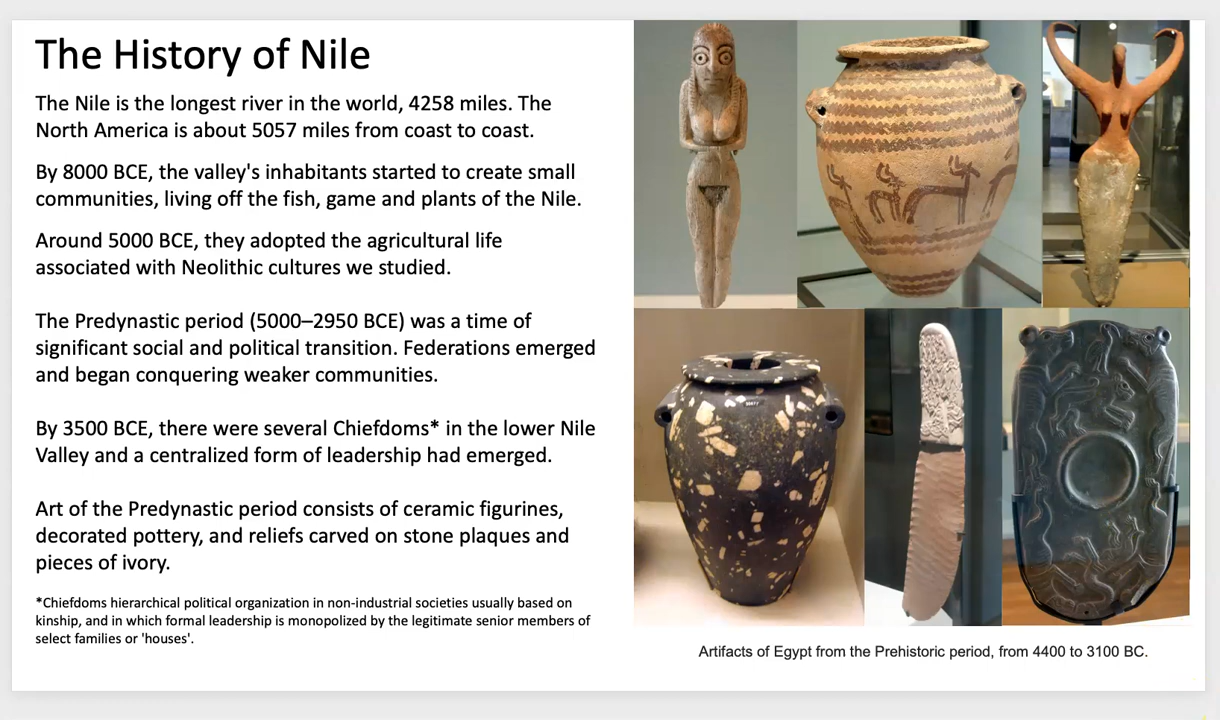 The History of Nile
The Nile is the longest river in the world, 4258 miles. The
North America is about 5057 miles from coast to coast.
By 8000 BCE, the valley's inhabitants started to create small
communities, living off the fish, game and plants of the Nile.
Around 5000 BCE, they adopted the agricultural life
associated with Neolithic cultures we studied.
The Predynastic period (5000–2950 BCE) was a time of
significant social and political transition. Federations emerged
and began conquering weaker communities.
By 3500 BCE, there were several Chiefdoms* in the lower Nile
Valley and a centralized form of leadership had emerged.
Art of the Predynastic period consists of ceramic figurines,
decorated pottery, and reliefs carved on stone plaques and
pieces of ivory.
*Chiefdoms hierarchical political organization in non-industrial societies usually based on
kinship, and in which formal leadership is monopolized by the legitimate senior members of
select families or 'houses'.
Artifacts of Egypt from the Prehistoric period, from 4400 to 3100 BC.